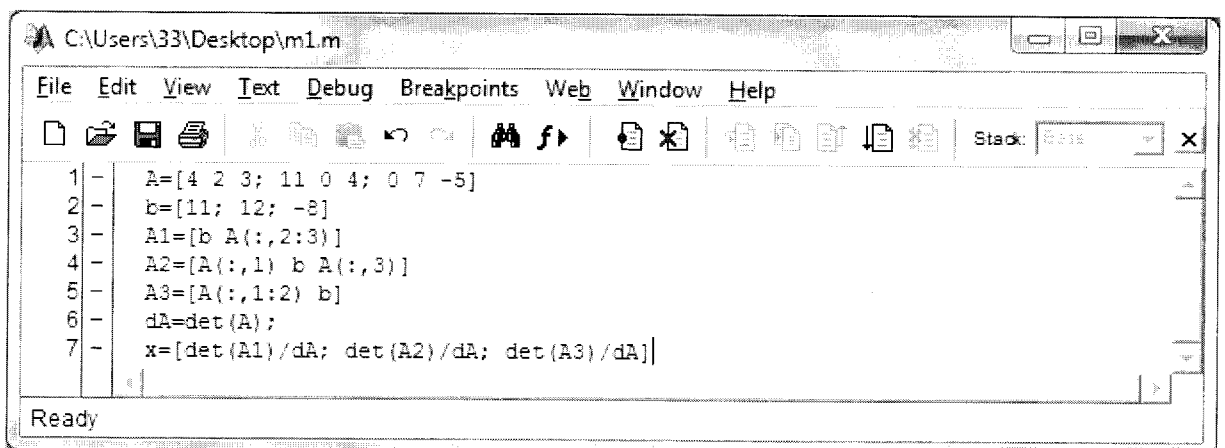 C:\Users\33\Desktop\m1.m
File Edit View Text Debug Breakpoints Web Window Help
Stack: Base
1 - A=[4 2 3; 11 0 4; 0 7 -5]
2 - b=[11; 12; -8]
3 - A1=[b A(:,2:3)]
4 - A2=[A(:,1) b A(:,3)]
5 - A3=[A(:,1:2) b]
6 - dA=det(A);
7 - x=[det(A1)/dA; det(A2)/dA; det(A3)/dA]
Ready